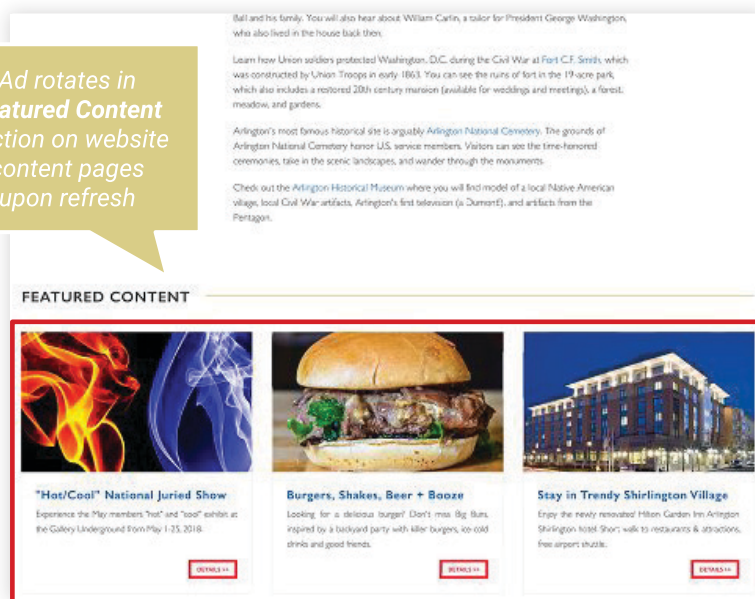 Ball and his family. You will also hear about William Carlin, a tailor for President George Washington,
who also lived in the house back then.
Learn how Union soldiers protected Washington, D.C. during the Civil War at Fort C.F. Smith, which
was constructed by Union Troops in early 1863. You can see the ruins of fort in the 19-acre park,
which also includes a restored 20th century mansion (available for weddings and meetings), a forest,
meadow, and gardens.
Arlington's most famous historical site is arguably Arlington National Cemetery. The grounds of
Arlington National Cemetery honor U.S. service members. Visitors can see the time-honored
ceremonies, take in the scenic landscapes, and wander through the monuments.
Check out the Arlington Historical Museum where you will find model of a local Native American
village, local Civil War artifacts, Arlington's first television (a Dumont!), and artifacts from the
Pentagon.
Ad rotates in
atured Content
ction on website
content pages
upon refresh
FEATURED CONTENT
"Hot/Cool" National Juried Show
Experience the May members "hot" and "cool" exhibit at
the Gallery Underground from May 1-25, 2018.
DETAILS >>
Burgers, Shakes, Beer + Booze
Looking for a delicious burger? Don't miss Big Buns,
inspired by a backyard party with killer burgers, ice-cold
drinks and good friends.
DETAILS >>
Stay in Trendy Shirlington Village
Enjoy the newly renovated Hilton Garden Inn Arlington
Shirlington hotel. Short walk to restaurants & attractions,
free airport shuttle.
DETAILS >>